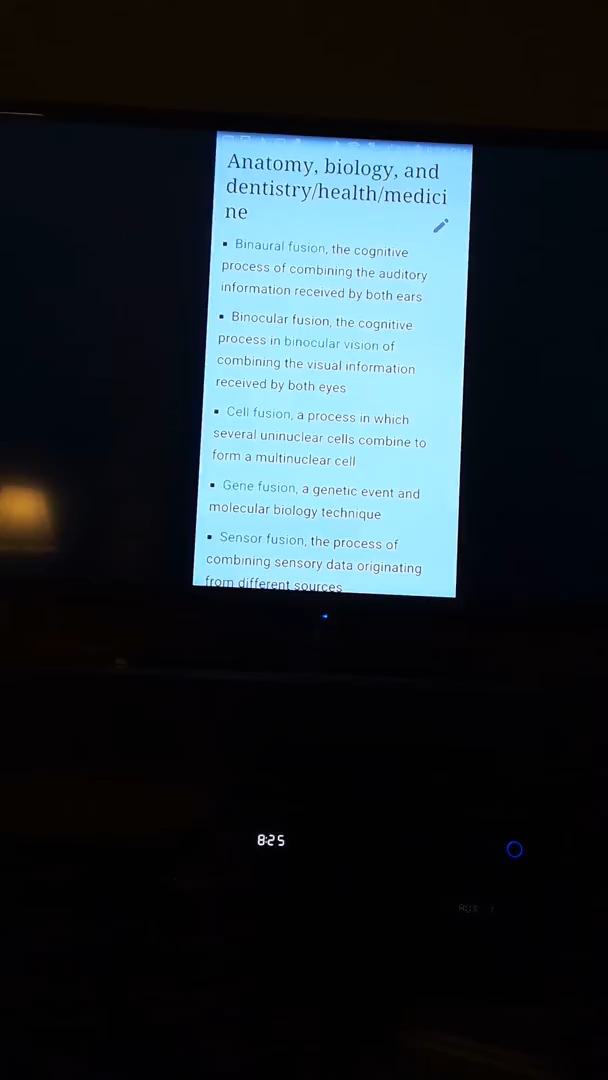 Anatomy, biology, and
dentistry/health/medici
ne
▪ Binaural fusion, the cognitive
process of combining the auditory
information received by both ears
▪ Binocular fusion, the cognitive
process in binocular vision of
combining the visual information
received by both eyes
▪ Cell fusion, a process in which
several uninuclear cells combine to
form a multinuclear cell
▪ Gene fusion, a genetic event and
molecular biology technique
▪ Sensor fusion, the process of
combining sensory data originating
from different sources
8:25
AUX